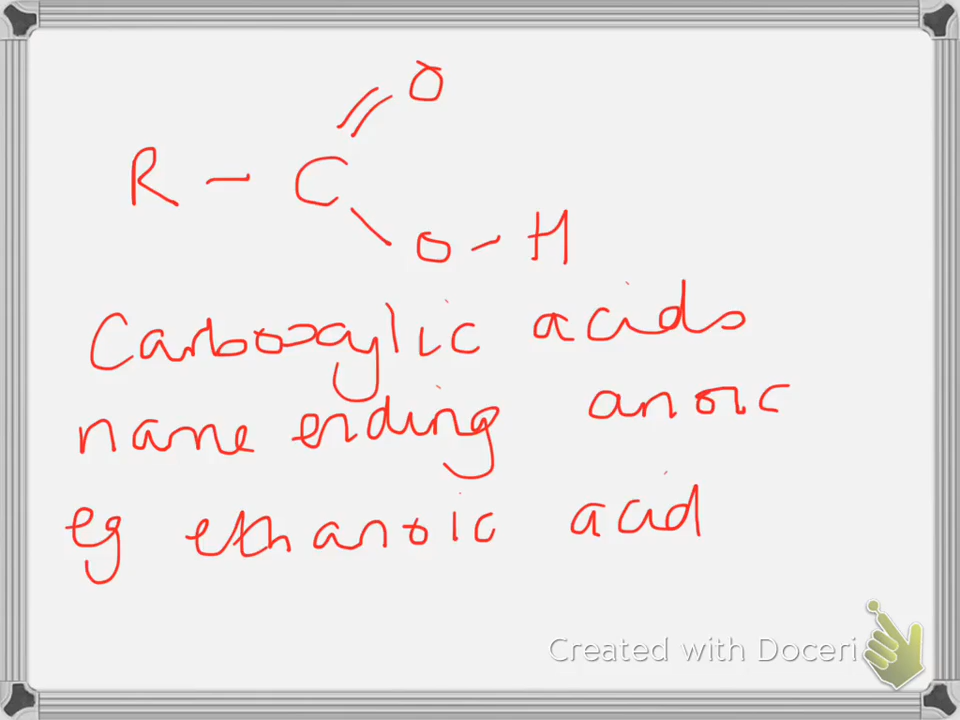 O
R - C
O - H
Carboxylic acids
name ending anoic
eg ethanoic acid
Created with Doceri